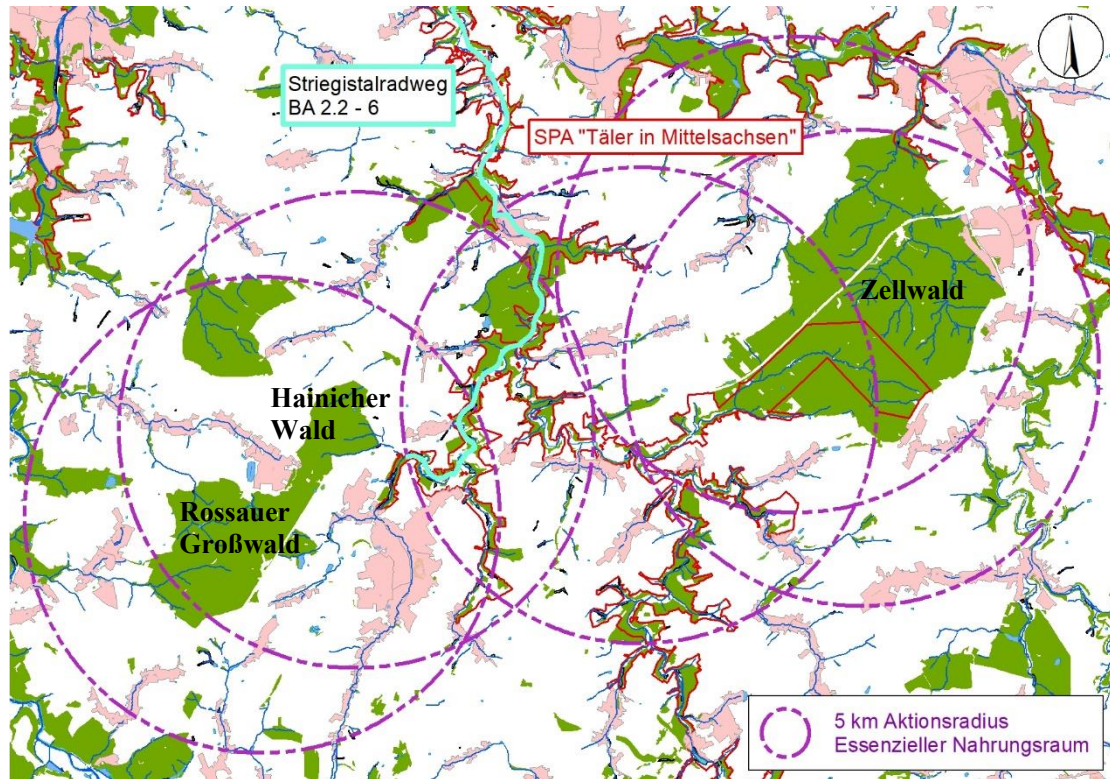 N
Striegistalradweg
BA 2.2 - 6
SPA "Täler in Mittelsachsen"
Zellwald
Hainicher
Wald
Rossauer
Großwald
5 km Aktionsradius
Essenzieller Nahrungsraum